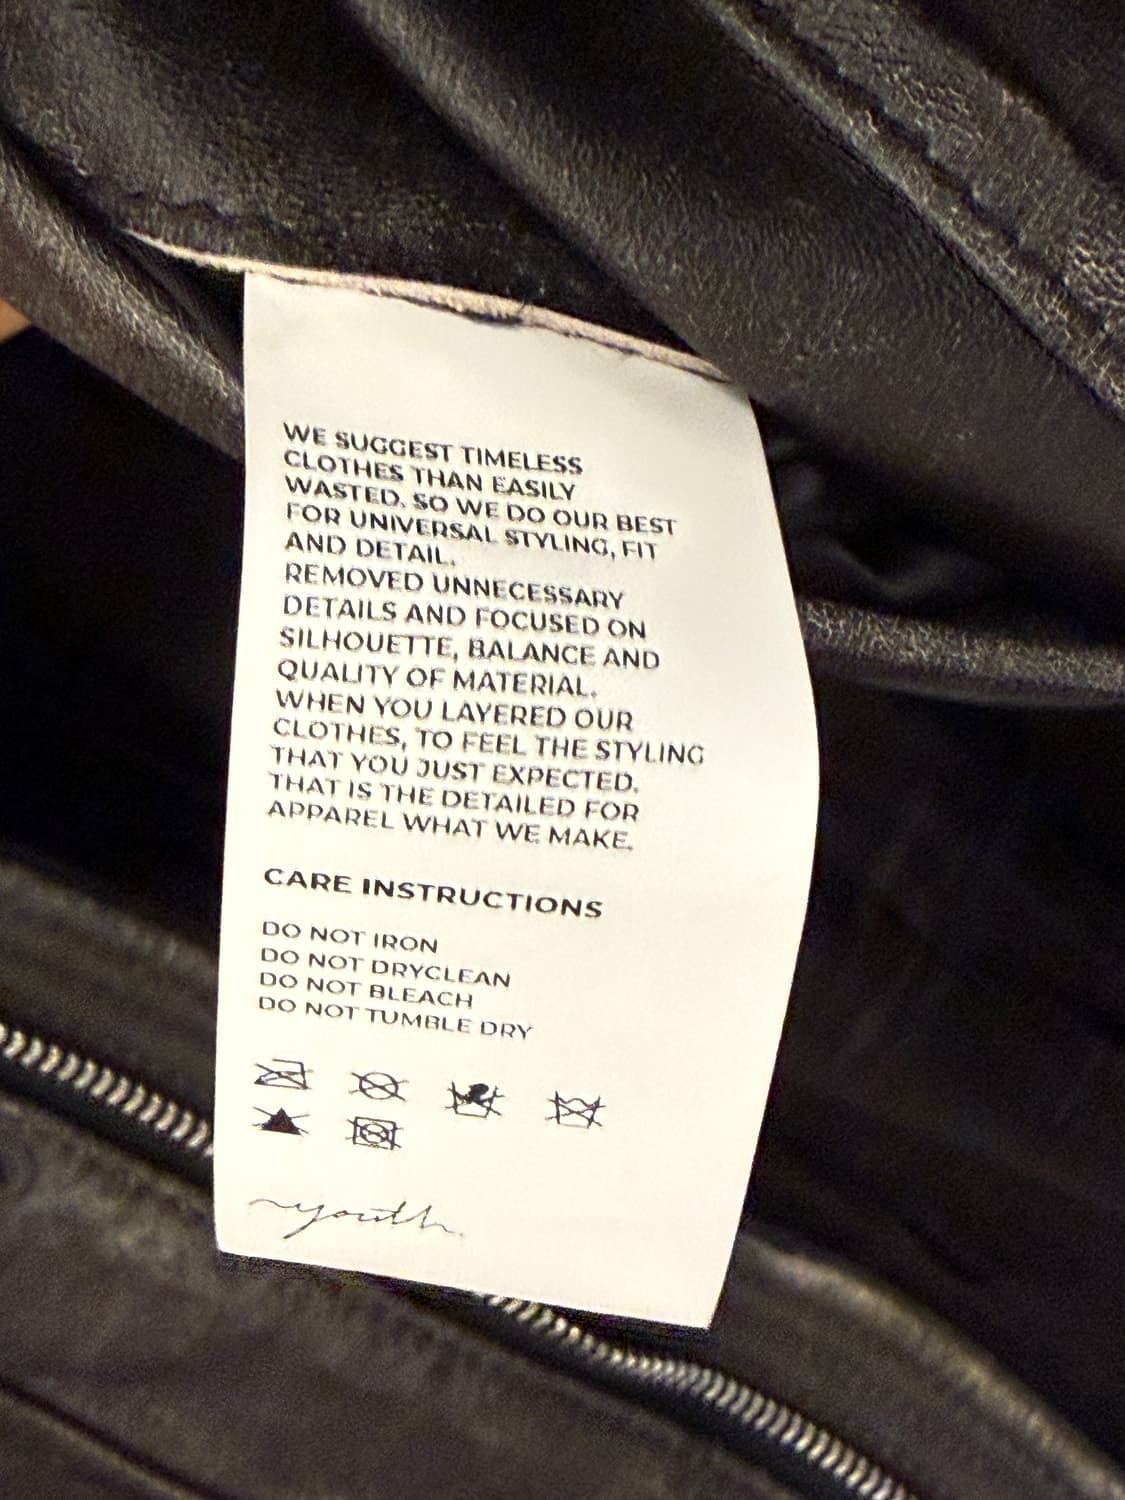 WE SUGGEST TIMELESS
CLOTHES THAN EASILY
WASTED. SO WE DO OUR BEST
FOR UNIVERSAL STYLING, FIT
AND DETAIL.
REMOVED UNNECESSARY
DETAILS AND FOCUSED ON
SILHOUETTE, BALANCE AND
QUALITY OF MATERIAL.
WHEN YOU LAYERED OUR
CLOTHES, TO FEEL THE STYLING
THAT YOU JUST EXPECTED.
THAT IS THE DETAILED FOR
APPAREL WHAT WE MAKE.
CARE INSTRUCTIONS
DO NOT IRON
DO NOT DRYCLEAN
DO NOT BLEACH
DO NOT TUMBLE DRY
youth.